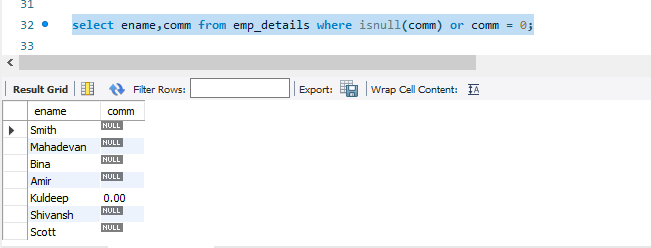 31
32 select ename,comm from emp_details where isnull(comm) or comm = 0;
33
Result Grid Filter Rows: Export: Wrap Cell Content: IA
ename comm
Smith NULL
Mahadevan NULL
Bina NULL
Amir NULL
Kuldeep 0.00
Shivansh NULL
Scott NULL